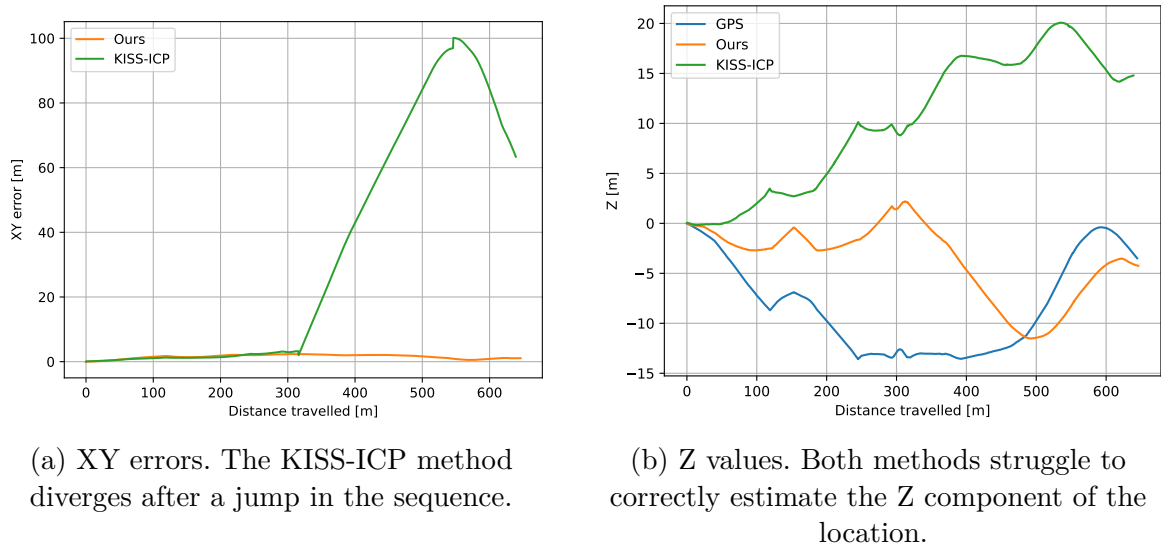 100
80
60
40
20
0
XY error [m]
Ours
KISS-ICP
0 100 200 300 400 500 600
Distance travelled [m]
(a) XY errors. The KISS-ICP method
diverges after a jump in the sequence.
20
15
10
5
0
−5
−10
−15
Z [m]
GPS
Ours
KISS-ICP
0 100 200 300 400 500 600
Distance travelled [m]
(b) Z values. Both methods struggle to
correctly estimate the Z component of the
location.